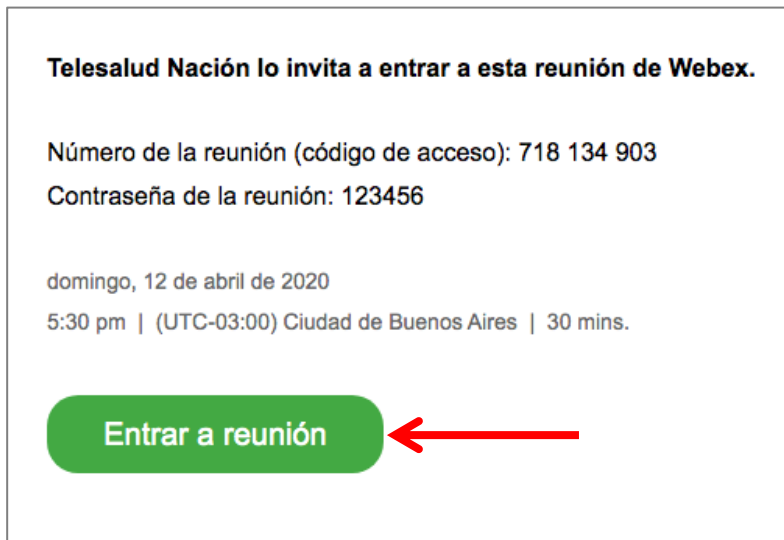 Telesalud Nación lo invita a entrar a esta reunión de Webex.
Número de la reunión (código de acceso): 718 134 903
Contraseña de la reunión: 123456
domingo, 12 de abril de 2020
5:30 pm | (UTC-03:00) Ciudad de Buenos Aires | 30 mins.
Entrar a reunión